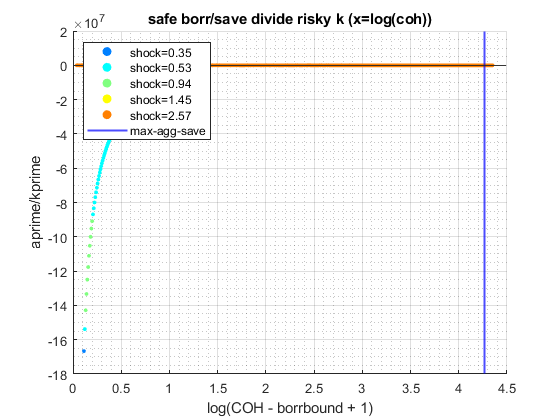 safe borr/save divide risky k (x=log(coh))
×10⁷
2
0
-2
-4
-6
-8
-10
-12
-14
-16
-18
aprime/kprime
shock=0.35
shock=0.53
shock=0.94
shock=1.45
shock=2.57
max-agg-save
0 0.5 1 1.5 2 2.5 3 3.5 4 4.5
log(COH - borrbound + 1)